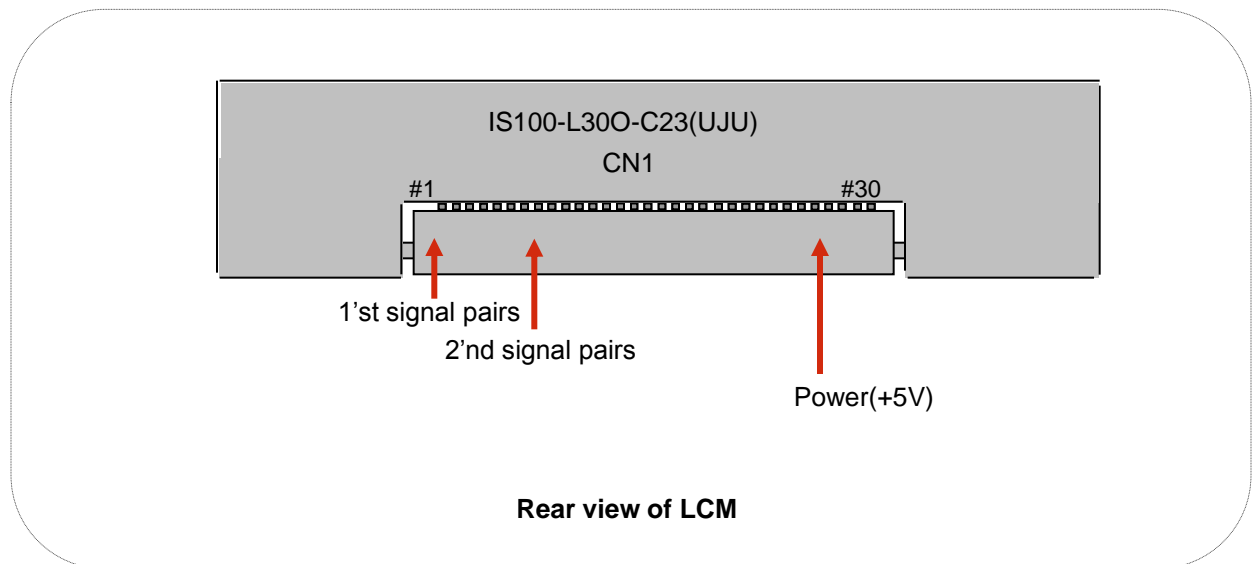 IS100-L30O-C23(UJU)
CN1
#1 #30
1'st signal pairs
2'nd signal pairs
Power(+5V)
Rear view of LCM